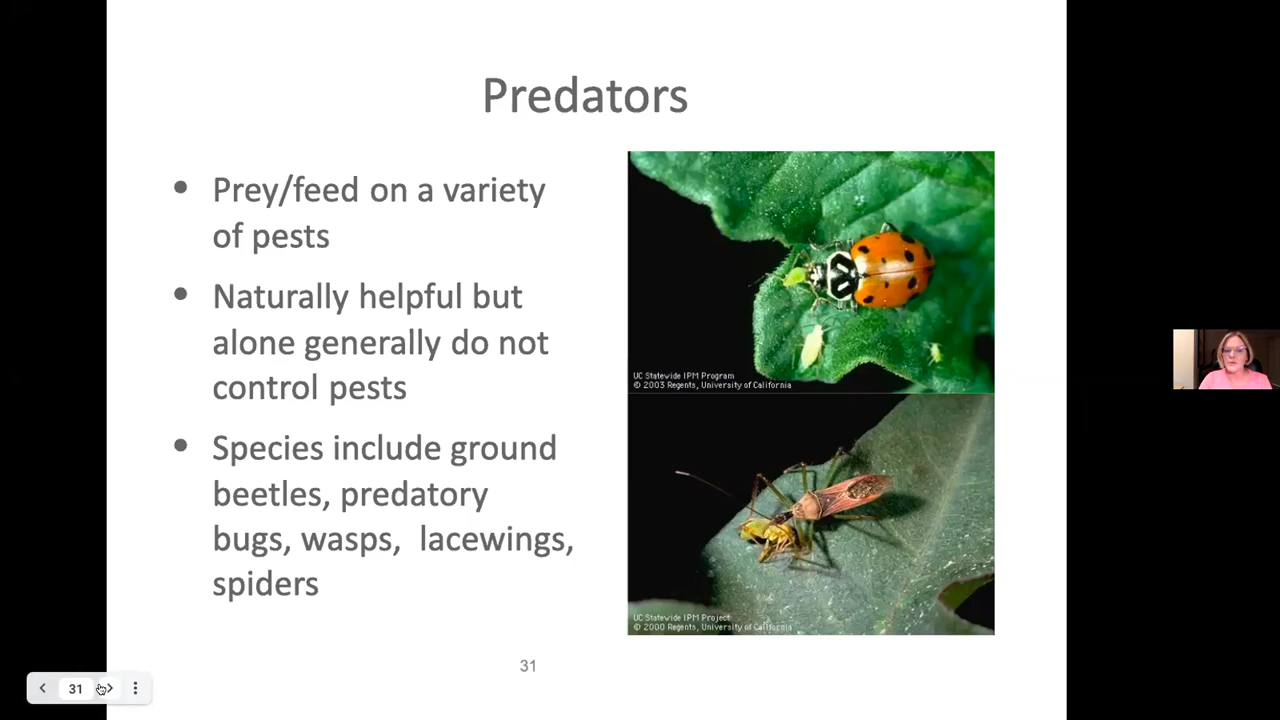 Predators
• Prey/feed on a variety
of pests
• Naturally helpful but
alone generally do not
control pests
• Species include ground
beetles, predatory
bugs, wasps, lacewings,
spiders
UC Statewide IPM Program
© 2003 Regents, University of California
UC Statewide IPM Project
© 2000 Regents, University of California
31
31